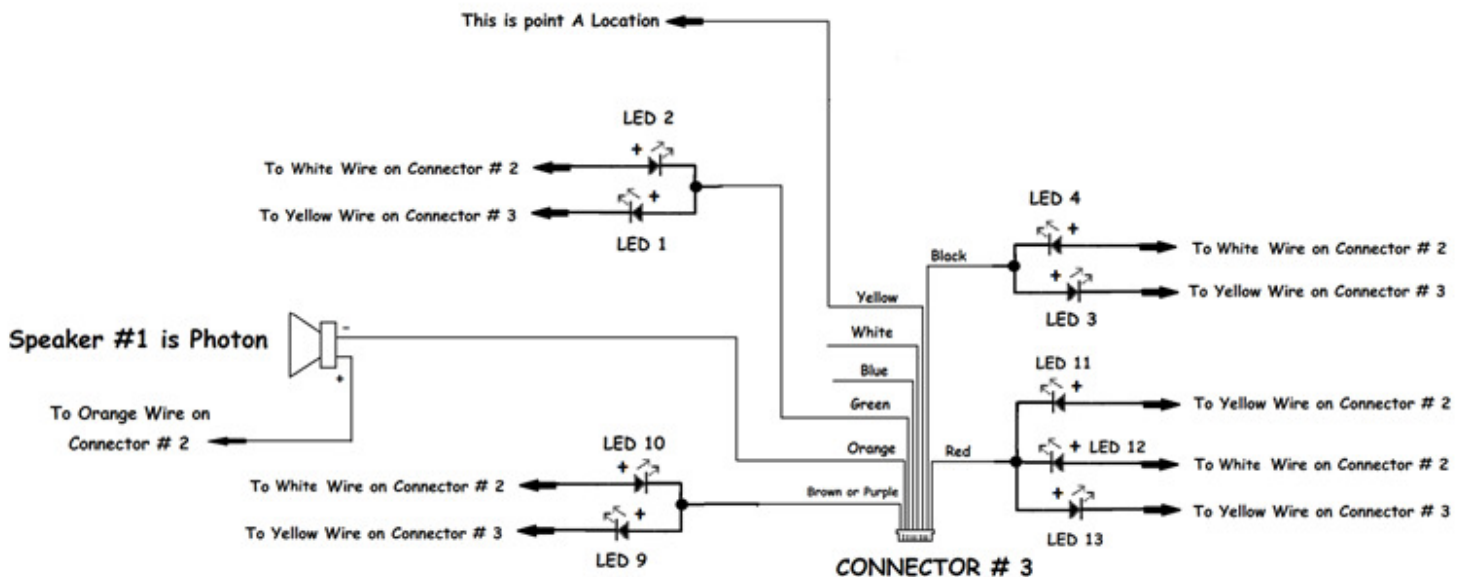 This is point A Location
LED 2
+
To White Wire on Connector # 2
To Yellow Wire on Connector # 3
+
LED 1
LED 4
+
Black
To White Wire on Connector # 2
+
To Yellow Wire on Connector # 3
LED 3
Yellow
White
Blue
Green
Orange
Brown or Purple
Speaker #1 is Photon
-
+
To Orange Wire on
Connector # 2
LED 11
+
To Yellow Wire on Connector # 2
Red
+ LED 12
To White Wire on Connector # 2
+
To Yellow Wire on Connector # 3
LED 13
LED 10
+
To White Wire on Connector # 2
+
To Yellow Wire on Connector # 3
LED 9
CONNECTOR # 3